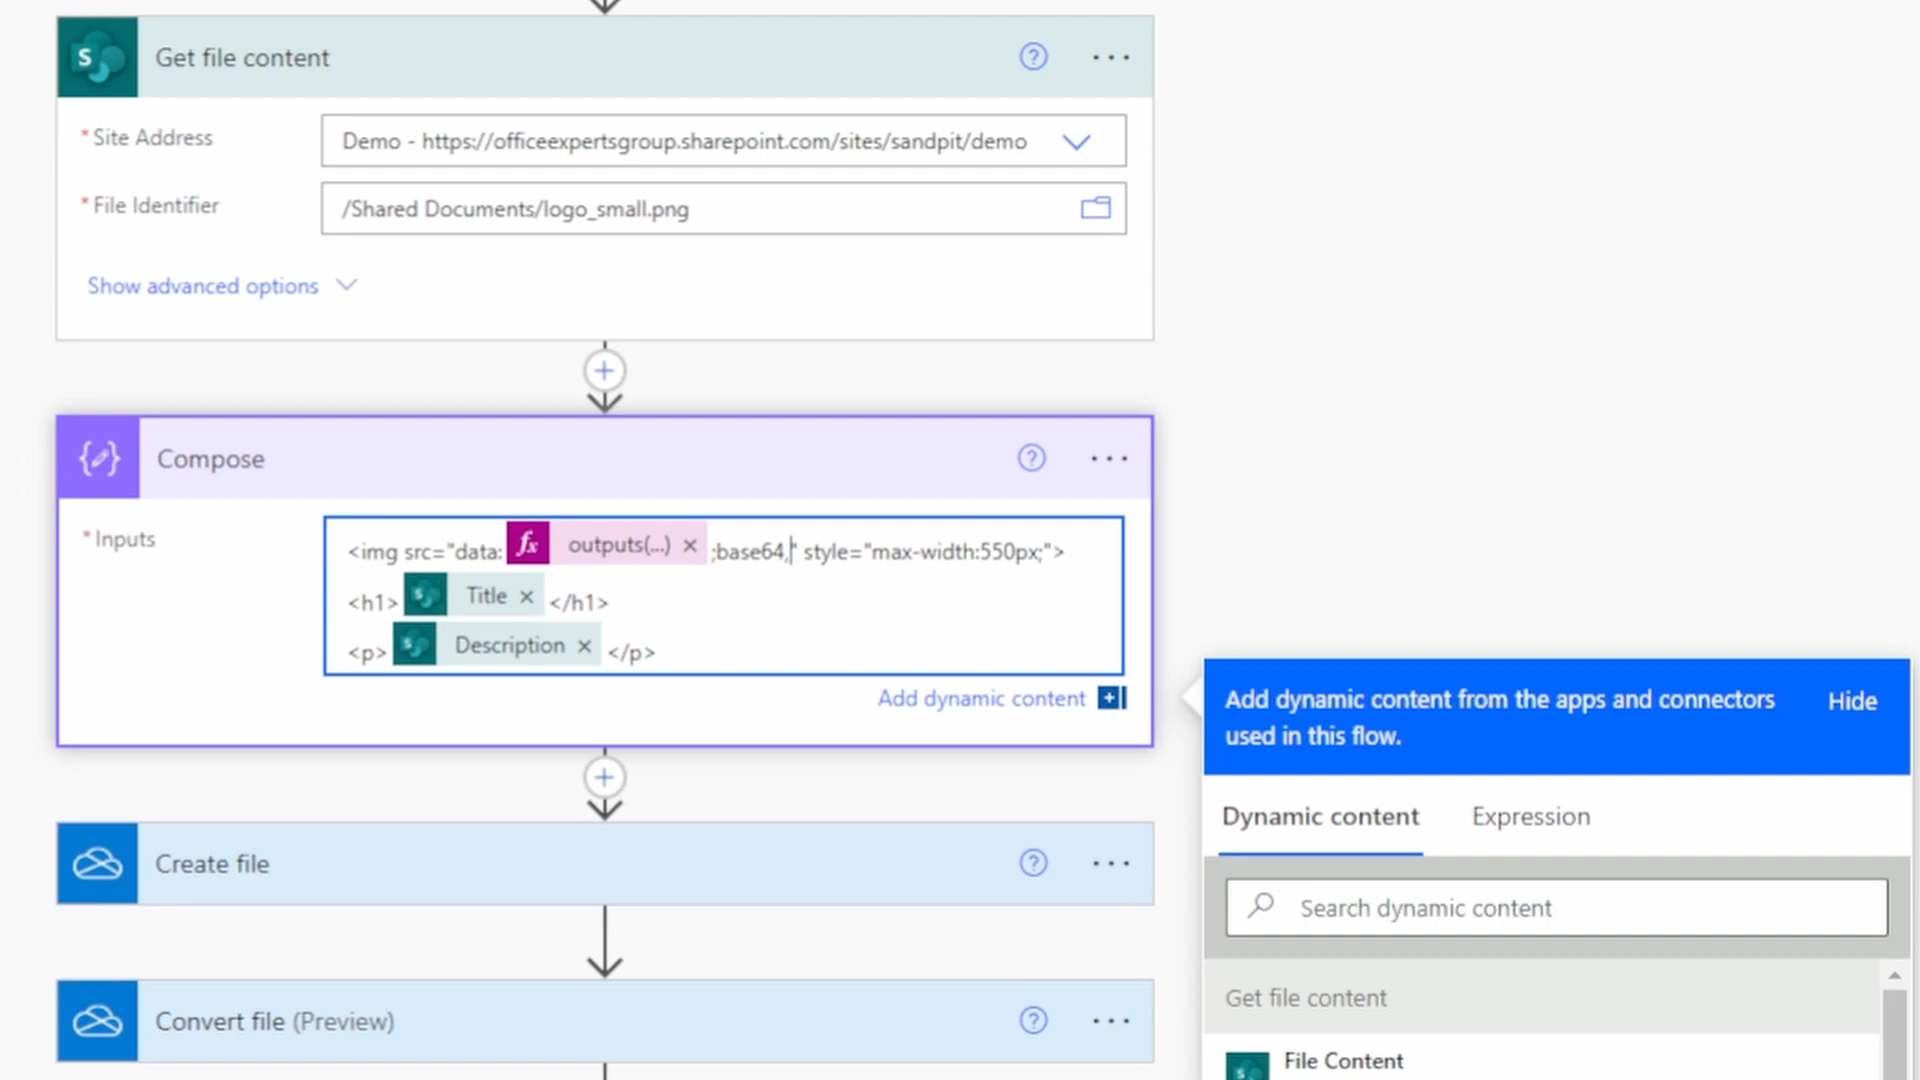 Get file content
* Site Address
Demo - https://officeexpertsgroup.sharepoint.com/sites/sandpit/demo
* File Identifier
/Shared Documents/logo_small.png
Show advanced options
Compose
* Inputs
<img src="data: fx outputs(...) × ;base64," style="max-width:550px;">
<h1> Title × </h1>
<p> Description × </p>
Add dynamic content
Add dynamic content from the apps and connectors
used in this flow.
Hide
Dynamic content
Expression
Search dynamic content
Get file content
File Content
Create file
Convert file (Preview)